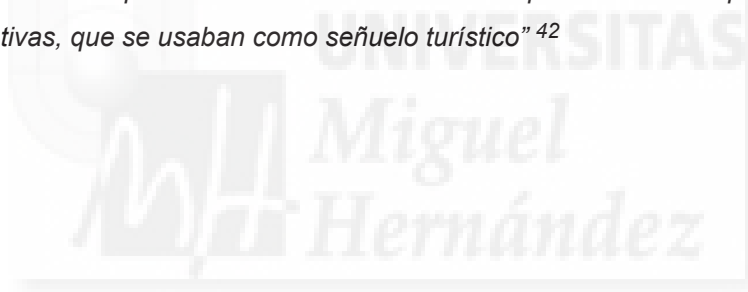 tivas, que se usaban como señuelo turístico” 42
UNIVERSITAS
Miguel
Hernández